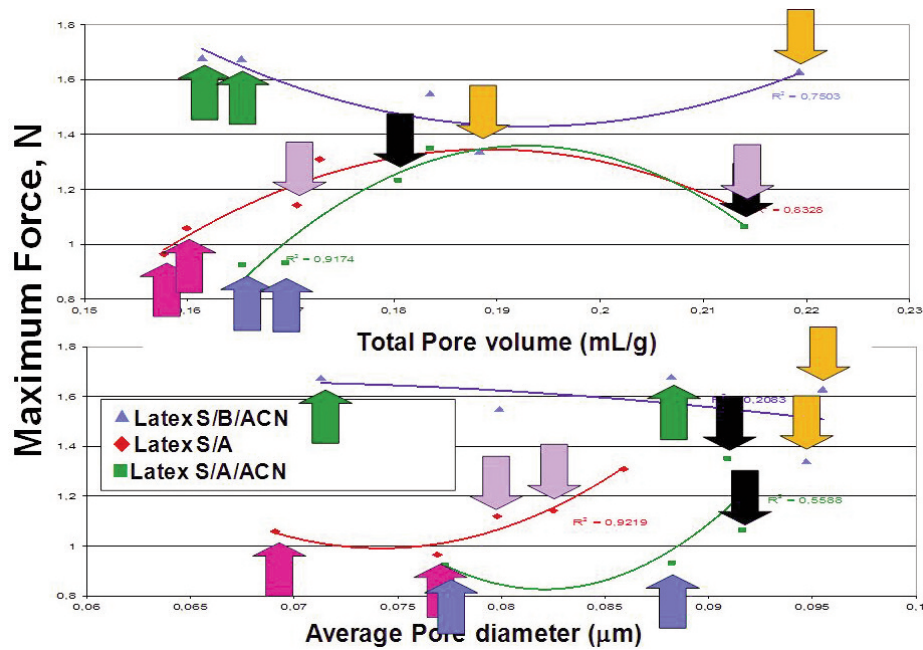 Maximum Force, N
1.8
1.6
1.4
1.2
1
0.8
R² = 0,7503
R² = 0,8328
R² = 0,9174
0,15
0,16
0,18
0,19
0,2
0,21
0,22
0,23
Total Pore volume (mL/g)
1.8
1.6
1.4
1.2
1
0.8
Latex S/B/ACN
Latex S/A
Latex S/A/ACN
R² = 0,9219
R² = 0,5588
0.06
0.065
0.07
0.075
0.08
0.085
0.09
0.095
0.1
Average Pore diameter (μm)